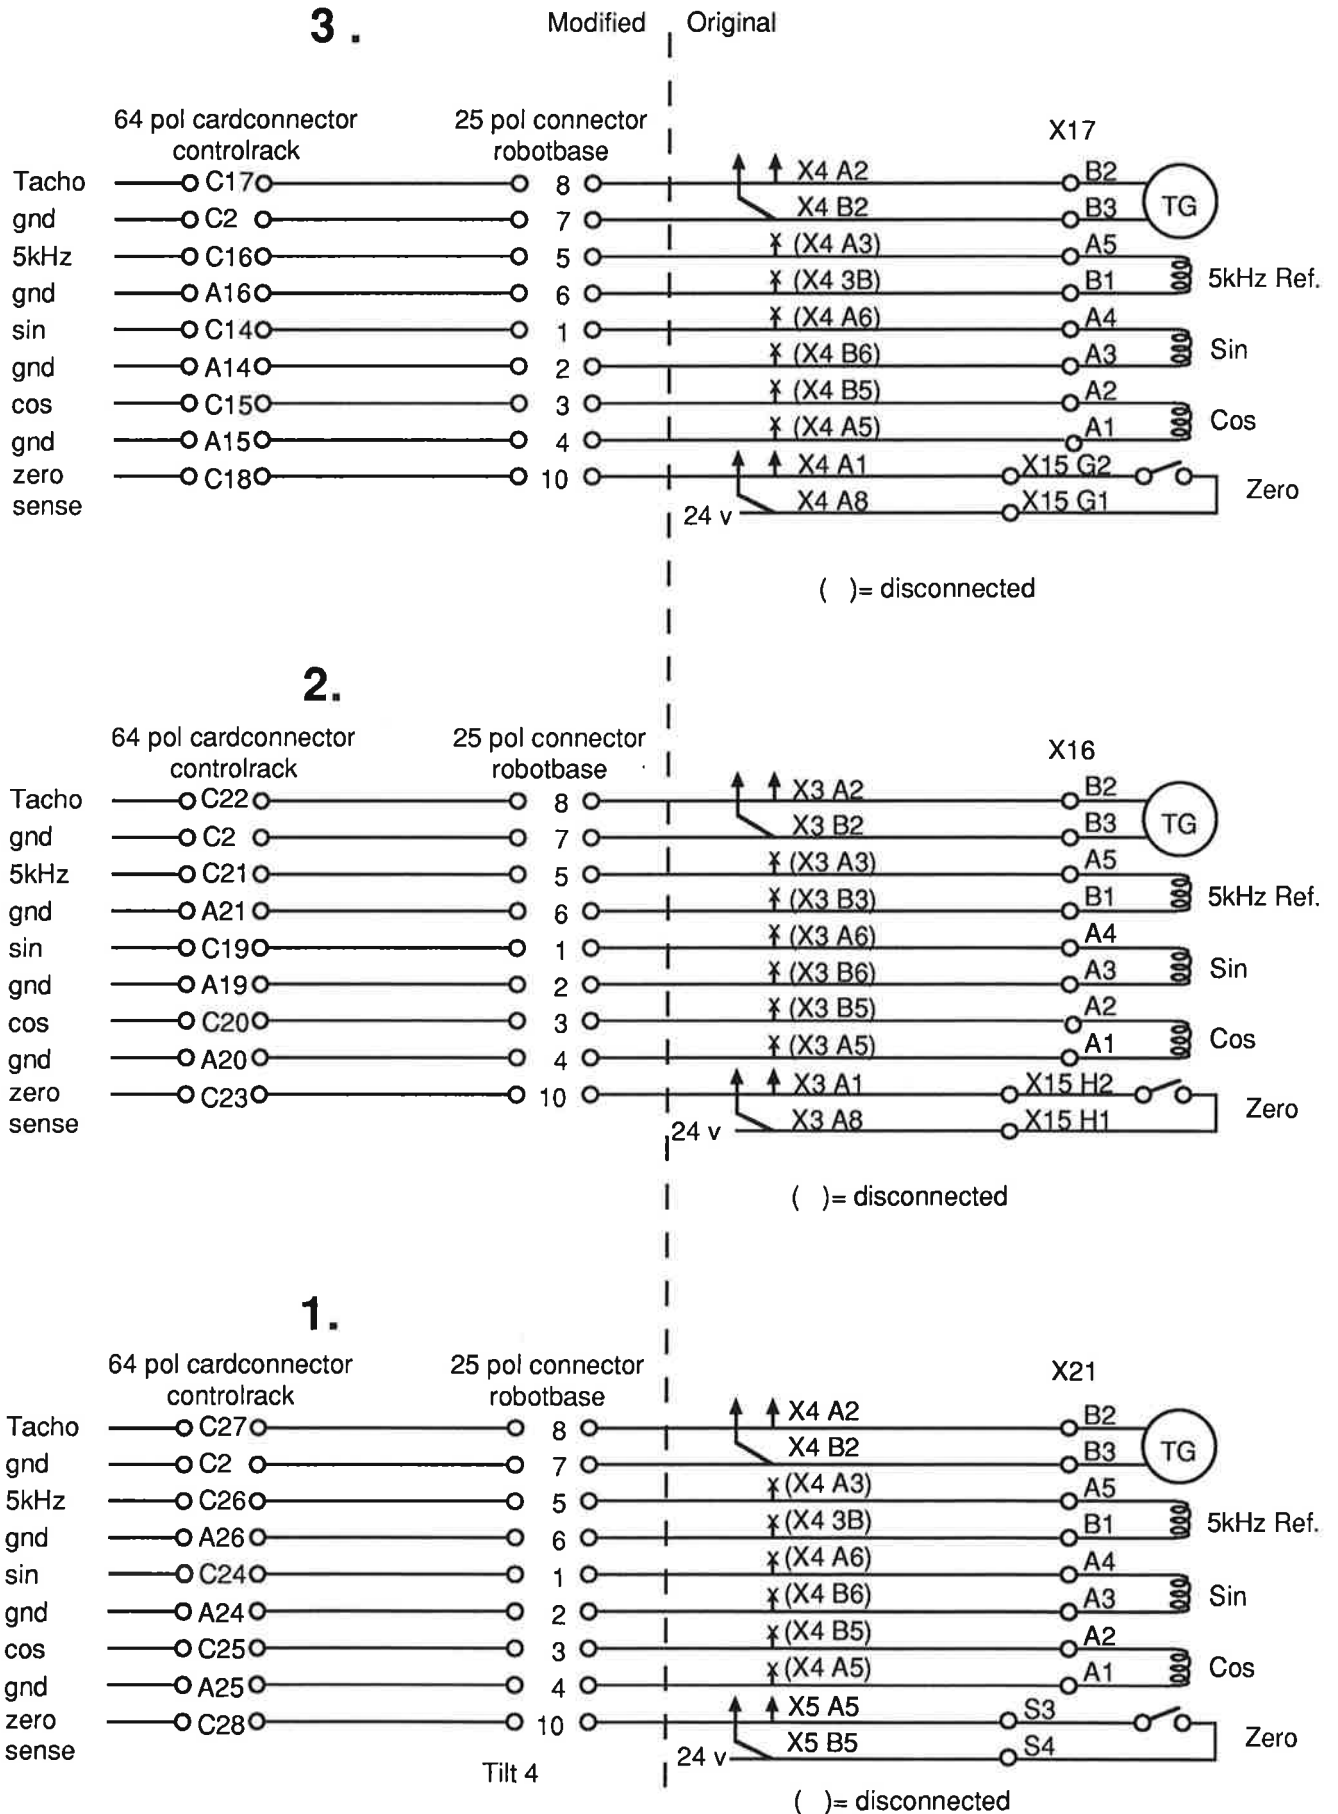 3 .
Modified Original
64 pol cardconnector 25 pol connector
controlrack robotbase X17
Tacho C17 8 X4 A2 B2 TG
gnd C2 7 X4 B2 B3
5kHz C16 5 (X4 A3) A5 5kHz Ref.
gnd A16 6 (X4 3B) B1
sin C14 1 (X4 A6) A4 Sin
gnd A14 2 (X4 B6) A3
cos C15 3 (X4 B5) A2 Cos
gnd A15 4 (X4 A5) A1
zero C18 10 X4 A1 X15 G2 Zero
sense 24 v X4 A8 X15 G1
( )= disconnected
2.
64 pol cardconnector 25 pol connector X16
controlrack robotbase
Tacho C22 8 X3 A2 B2 TG
gnd C2 7 X3 B2 B3
5kHz C21 5 (X3 A3) A5 5kHz Ref.
gnd A21 6 (X3 B3) B1
sin C19 1 (X3 A6) A4 Sin
gnd A19 2 (X3 B6) A3
cos C20 3 (X3 B5) A2 Cos
gnd A20 4 (X3 A5) A1
zero C23 10 X3 A1 X15 H2 Zero
sense 24 v X3 A8 X15 H1
( )= disconnected
1.
64 pol cardconnector 25 pol connector X21
controlrack robotbase
Tacho C27 8 X4 A2 B2 TG
gnd C2 7 X4 B2 B3
5kHz C26 5 (X4 A3) A5 5kHz Ref.
gnd A26 6 (X4 3B) B1
sin C24 1 (X4 A6) A4 Sin
gnd A24 2 (X4 B6) A3
cos C25 3 (X4 B5) A2 Cos
gnd A25 4 (X4 A5) A1
zero C28 10 X5 A5 S3 Zero
sense 24 v X5 B5 S4
Tilt 4
( )= disconnected